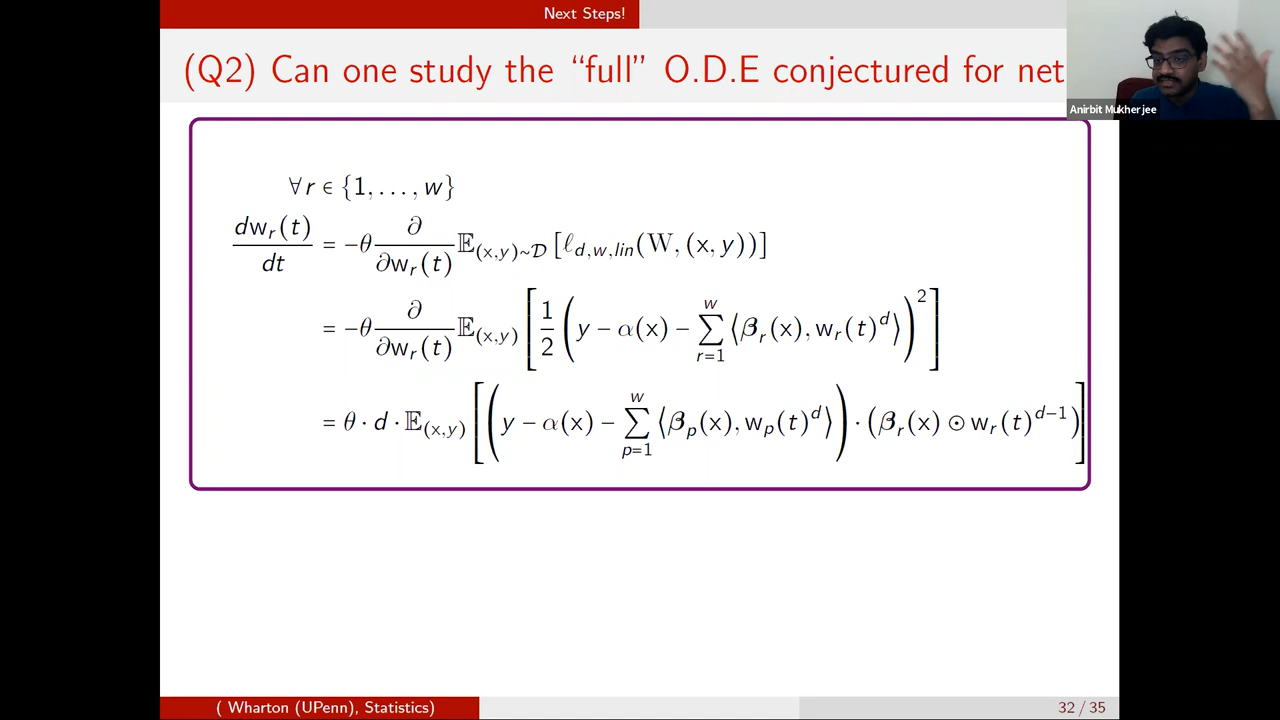 Next Steps!
(Q2) Can one study the “full” O.D.E conjectured for net
Anirbit Mukherjee
∀ r ∈ {1, . . . , w}
dw_r(t)/dt = −θ ∂/∂w_r(t) 𝔼_(x,y)∼𝒟 [ℓ_d,w,lin(W, (x, y))]
= −θ ∂/∂w_r(t) 𝔼_(x,y) [1/2 (y − α(x) − ∑_{r=1}^{w} ⟨β_r(x), w_r(t)^d⟩)^2]
= θ · d · 𝔼_(x,y) [(y − α(x) − ∑_{p=1}^{w} ⟨β_p(x), w_p(t)^d⟩) · (β_r(x) ⊙ w_r(t)^{d−1})]
( Wharton (UPenn), Statistics)
32 / 35